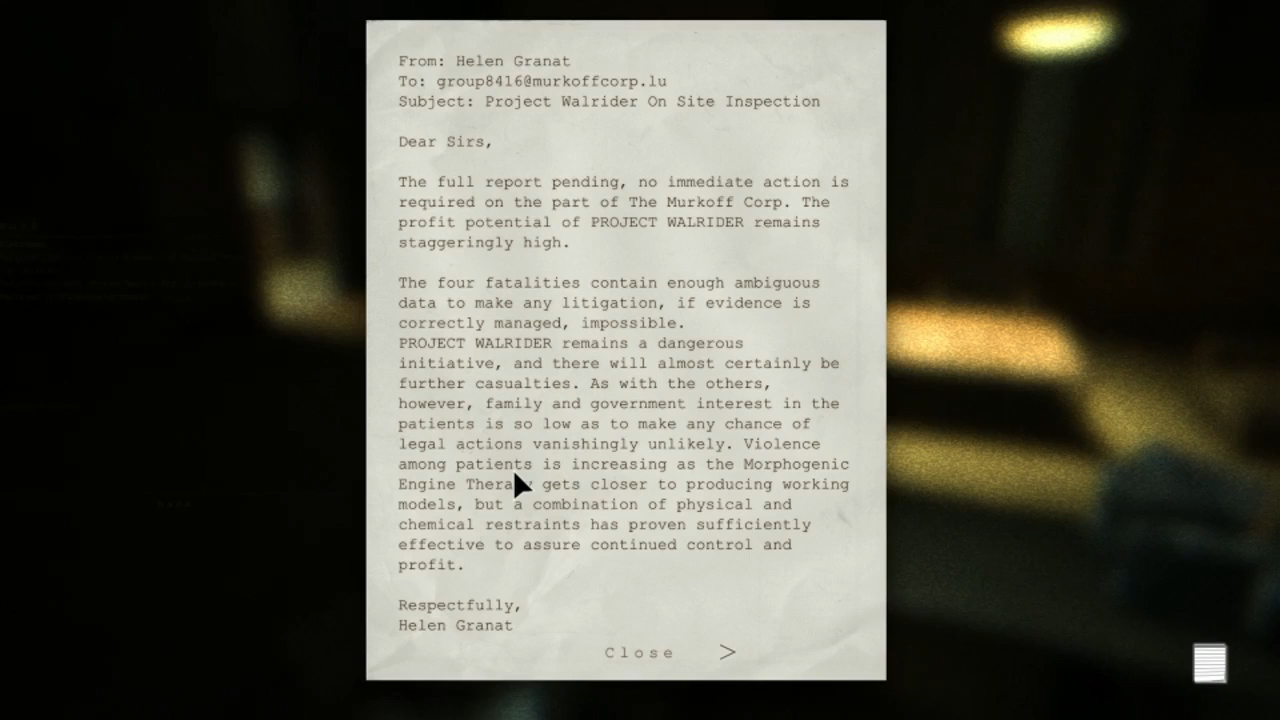 From: Helen Granat
To: group8416@murkoffcorp.lu
Subject: Project Walrider On Site Inspection
Dear Sirs,
The full report pending, no immediate action is
required on the part of The Murkoff Corp. The
profit potential of PROJECT WALRIDER remains
staggeringly high.
The four fatalities contain enough ambiguous
data to make any litigation, if evidence is
correctly managed, impossible.
PROJECT WALRIDER remains a dangerous
initiative, and there will almost certainly be
further casualties. As with the others,
however, family and government interest in the
patients is so low as to make any chance of
legal actions vanishingly unlikely. Violence
among patients is increasing as the Morphogenic
Engine Therapy gets closer to producing working
models, but a combination of physical and
chemical restraints has proven sufficiently
effective to assure continued control and
profit.
Respectfully,
Helen Granat
Close >